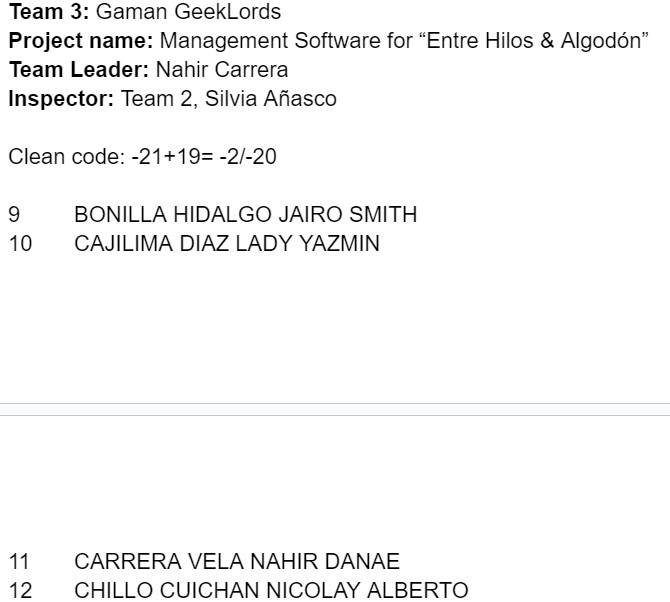 Team 3: Gaman GeekLords
Project name: Management Software for “Entre Hilos & Algodón”
Team Leader: Nahir Carrera
Inspector: Team 2, Silvia Añasco
Clean code: -21+19= -2/-20
9 BONILLA HIDALGO JAIRO SMITH
10 CAJILIMA DIAZ LADY YAZMIN
11 CARRERA VELA NAHIR DANAE
12 CHILLO CUICHAN NICOLAY ALBERTO